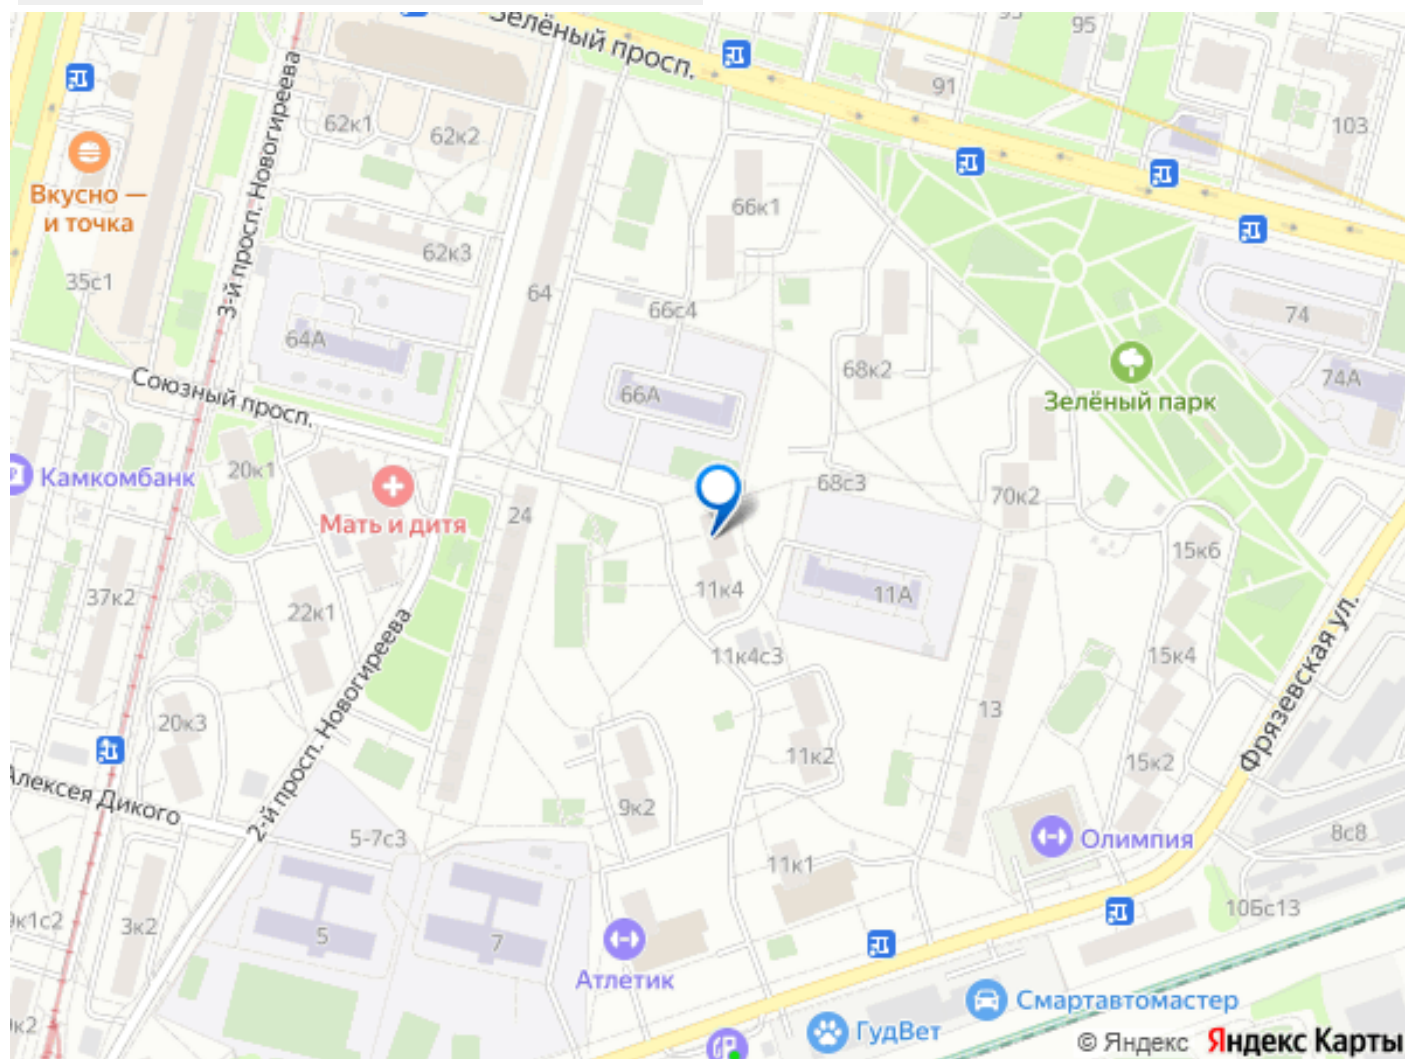 Зелёный просп.
95
91
103
62к1
62к2
3-й просп. Новогиреева
Вкусно —
и точка
66к1
62к3
35с1
64
66с4
74
64А
68к2
74А
Союзный просп.
66А
Зелёный парк
20к1
Камкомбанк
68с3
70к2
Мать и дитя
24
15к6
37к2
22к1
11к4
11А
2-й просп. Новогиреева
11к4с3
15к4
Фрязевская ул.
20к3
13
11к2
15к2
Алексея Дикого
9к2
5-7с3
Олимпия
8с8
11к1
10Бс13
9к1с2
3к2
5
7
Атлетик
Смартавтомастер
ГудВет
© Яндекс Яндекс Карты